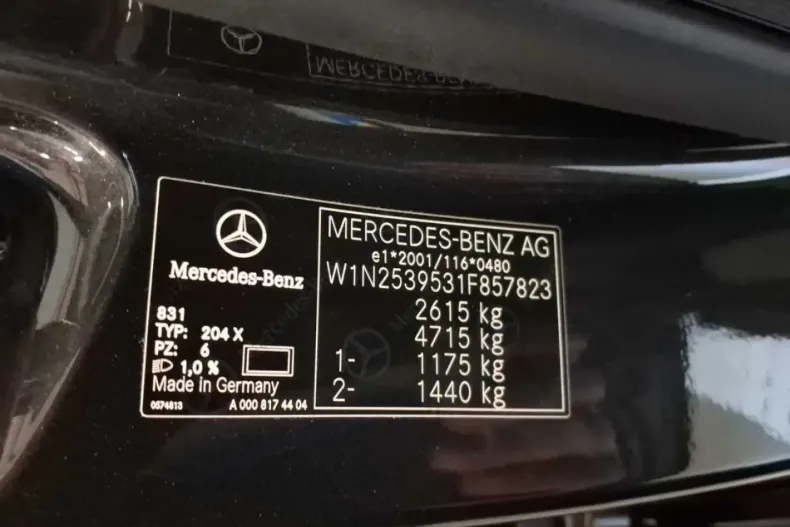 MERCEDES-BENZ
Mercedes-Benz
831
TYP: 204 X
PZ: 6
1,0 %
Made in Germany
0574813 A 000 817 44 04
MERCEDES-BENZ AG
e1*2001/116*0480
W1N2539531F857823
2615 kg
4715 kg
1- 1175 kg
2- 1440 kg